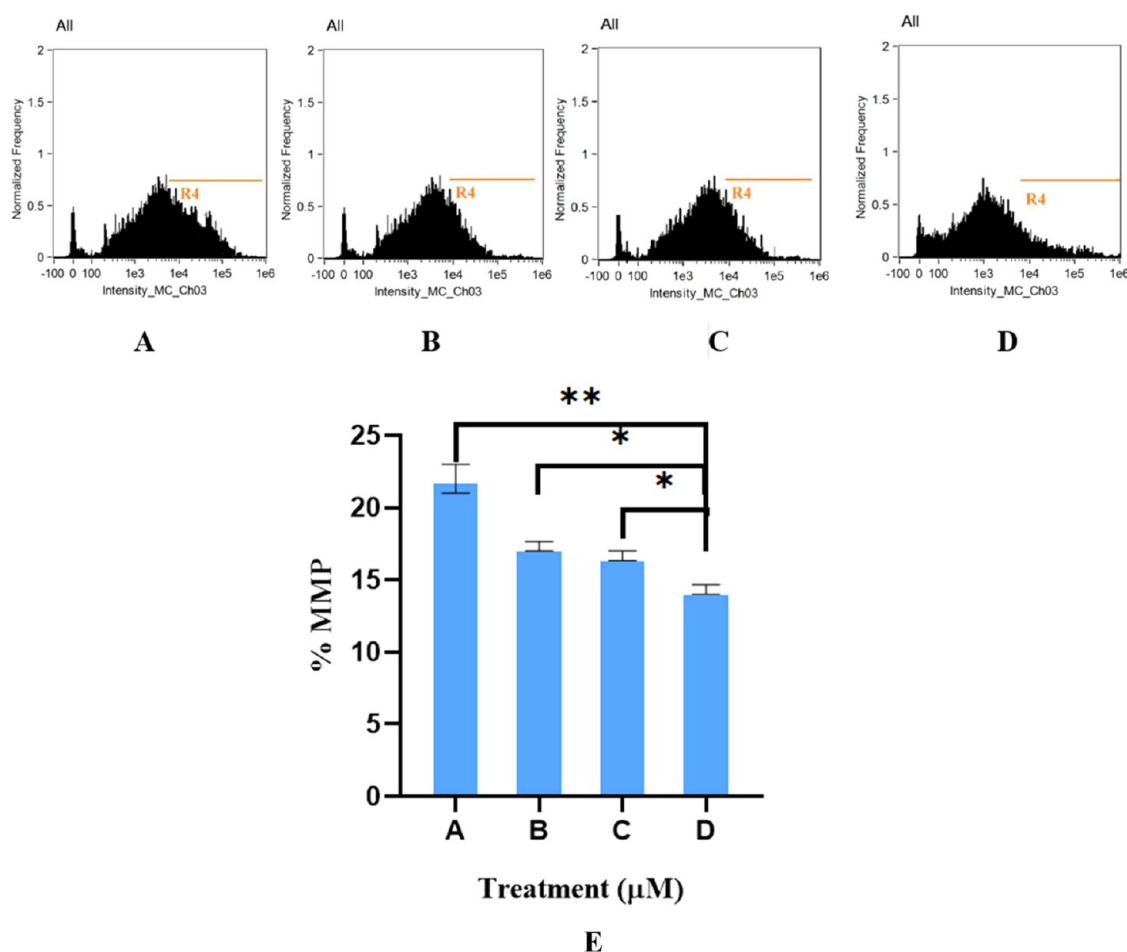 All
Normalized Frequency
2
1.5
1
0.5
0
R4
-100 0 100 1e3 1e4 1e5 1e6
Intensity_MC_Ch03
A
All
Normalized Frequency
2
1.5
1
0.5
0
R4
-100 0 100 1e3 1e4 1e5 1e6
Intensity_MC_Ch03
B
All
Normalized Frequency
2
1.5
1
0.5
0
R4
-100 0 100 1e3 1e4 1e5 1e6
Intensity_MC_Ch03
C
All
Normalized Frequency
2
1.5
1
0.5
0
R4
-100 0 100 1e3 1e4 1e5 1e6
Intensity_MC_Ch03
D
**
*
*
% MMP
25
20
15
10
5
0
A B C D
Treatment (µM)
E